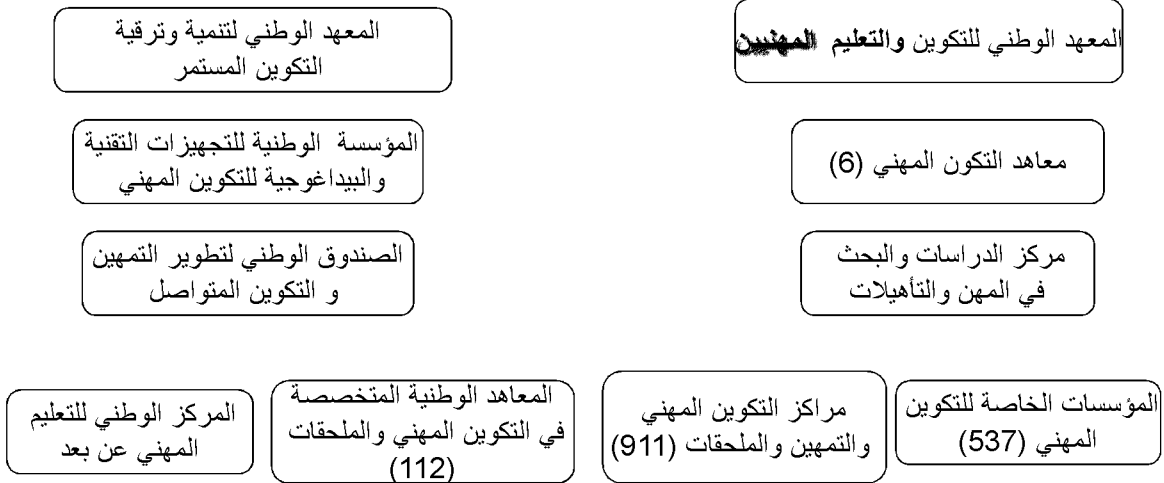 المعهد الوطني للتكوين والتعليم المهنيين
معاهد التكون المهني (6)
مركز الدراسات والبحث
في المهن والتأهيلات
المعهد الوطني لتنمية وترقية
التكوين المستمر
المؤسسة الوطنية للتجهيزات التقنية
والبيداغوجية للتكوين المهني
الصندوق الوطني لتطوير التمهين
و التكوين المتواصل
المؤسسات الخاصة للتكوين
المهني (537)
مراكز التكوين المهني
والتمهين والملحقات (911)
المعاهد الوطنية المتخصصة
في التكوين المهني والملحقات
(112)
المركز الوطني للتعليم
المهني عن بعد